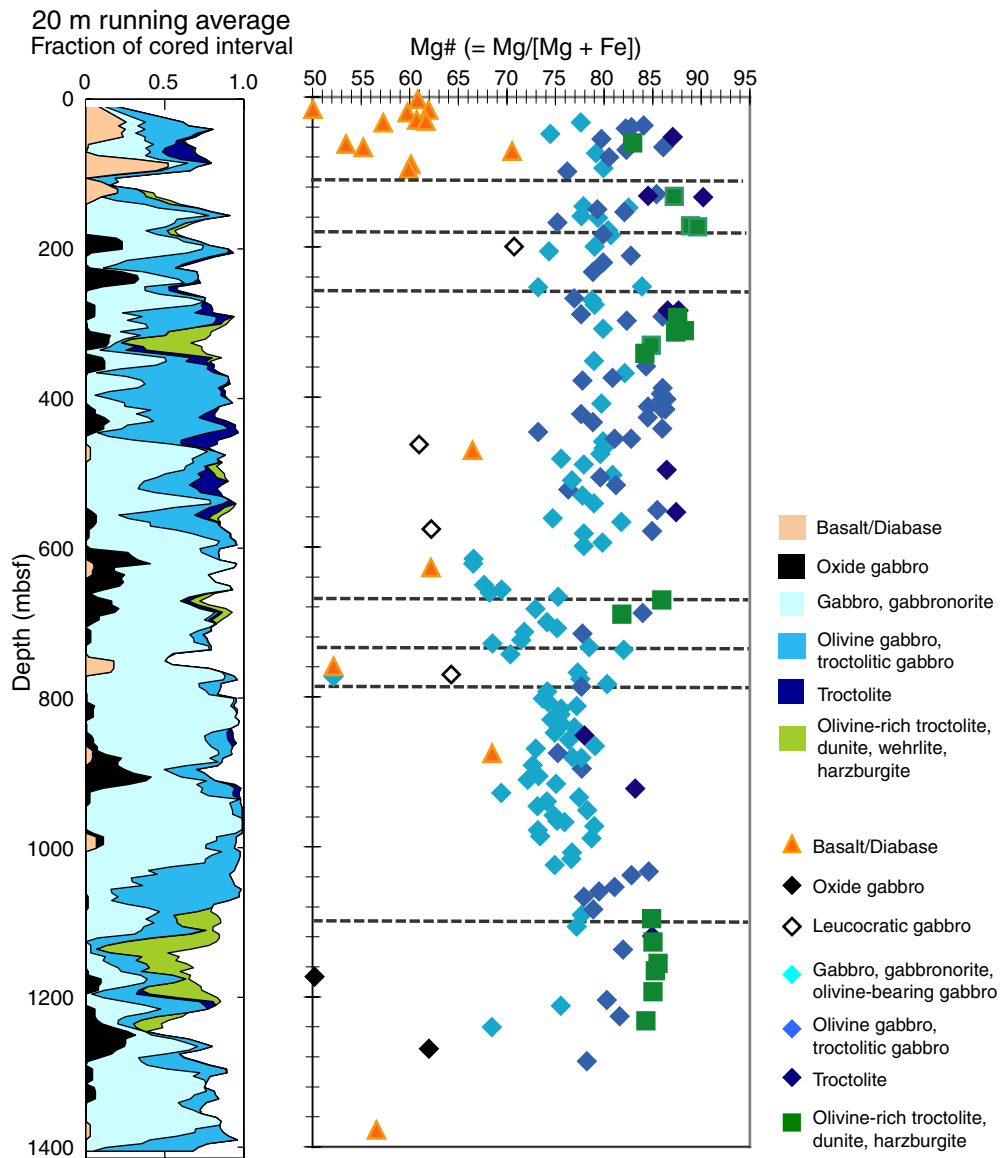 20 m running average
Fraction of cored interval
0 0.5 1.0
Mg# (= Mg/[Mg + Fe])
50 55 60 65 70 75 80 85 90 95
Depth (mbsf)
0
200
400
600
800
1000
1200
1400
Basalt/Diabase
Oxide gabbro
Gabbro, gabbronorite
Olivine gabbro,
troctolitic gabbro
Troctolite
Olivine-rich troctolite,
dunite, wehrlite,
harzburgite
Basalt/Diabase
Oxide gabbro
Leucocratic gabbro
Gabbro, gabbronorite,
olivine-bearing gabbro
Olivine gabbro,
troctolitic gabbro
Troctolite
Olivine-rich troctolite,
dunite, harzburgite